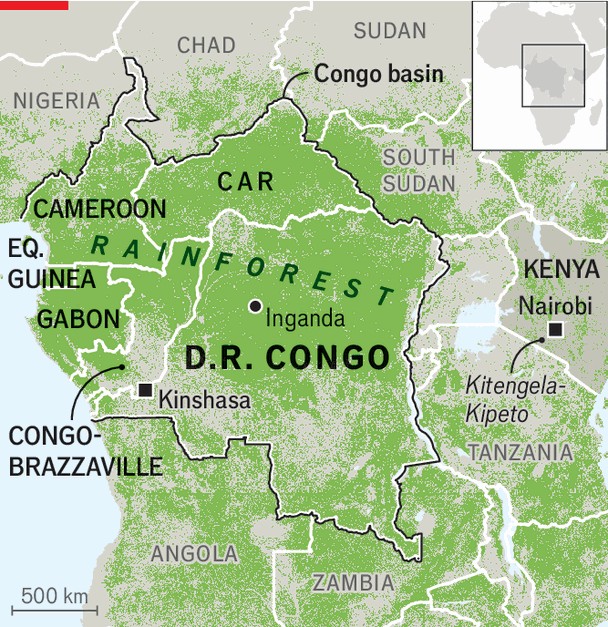 CHAD
SUDAN
Congo basin
NIGERIA
SOUTH
SUDAN
CAR
CAMEROON
RAINFOREST
EQ.
GUINEA
KENYA
Nairobi
GABON
Inganda
D.R. CONGO
Kinshasa
Kitengela-
Kipeto
CONGO-
BRAZZAVILLE
TANZANIA
ANGOLA
ZAMBIA
500 km